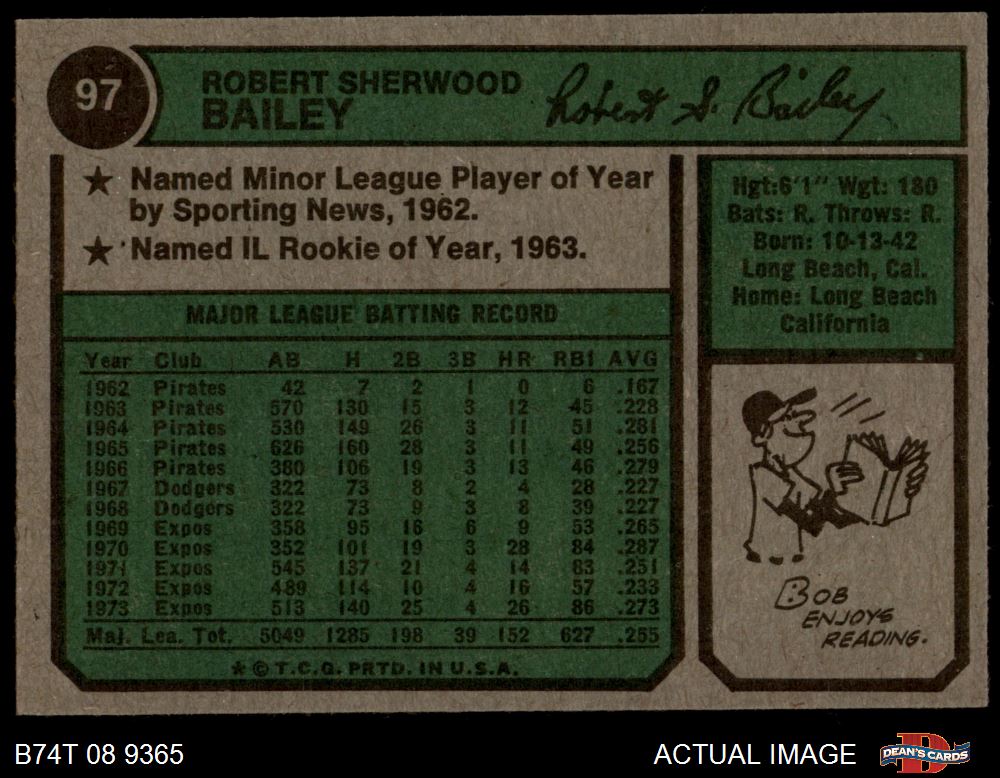 97
ROBERT SHERWOOD
BAILEY
Robert S. Bailey
★ Named Minor League Player of Year
by Sporting News, 1962.
★ Named IL Rookie of Year, 1963.
Hgt:6'1" Wgt: 180
Bats: R. Throws: R.
Born: 10-13-42
Long Beach, Cal.
Home: Long Beach
California
MAJOR LEAGUE BATTING RECORD
Year Club AB H 2B 3B HR RBI AVG
1962 Pirates 42 7 2 1 0 6 .167
1963 Pirates 570 130 15 3 12 45 .228
1964 Pirates 530 149 26 3 11 51 .281
1965 Pirates 626 160 28 3 11 49 .256
1966 Pirates 380 106 19 3 13 46 .279
1967 Dodgers 322 73 8 2 4 28 .227
1968 Dodgers 322 73 9 3 8 39 .227
1969 Expos 358 95 16 6 9 53 .265
1970 Expos 352 101 19 3 28 84 .287
1971 Expos 545 137 21 4 14 83 .251
1972 Expos 489 114 10 4 16 57 .233
1973 Expos 513 140 25 4 26 86 .273
Maj. Lea. Tot. 5049 1285 198 39 152 627 .255
★ © T.C.G. PRTD. IN U.S.A.
BOB
ENJOYS
READING.
B74T 08 9365
ACTUAL IMAGE
D
DEAN'S CARDS